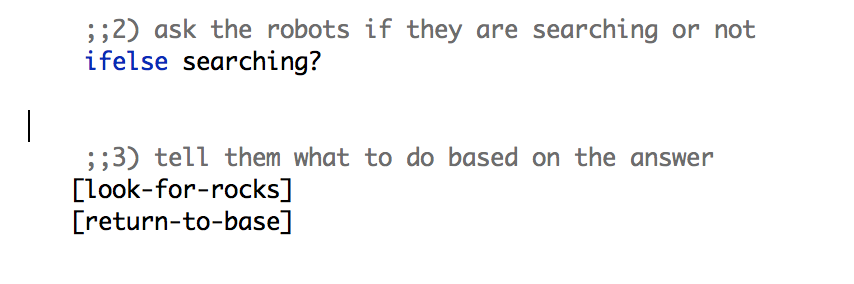 ;;2) ask the robots if they are searching or not
ifelse searching?
;;3) tell them what to do based on the answer
[look-for-rocks]
[return-to-base]